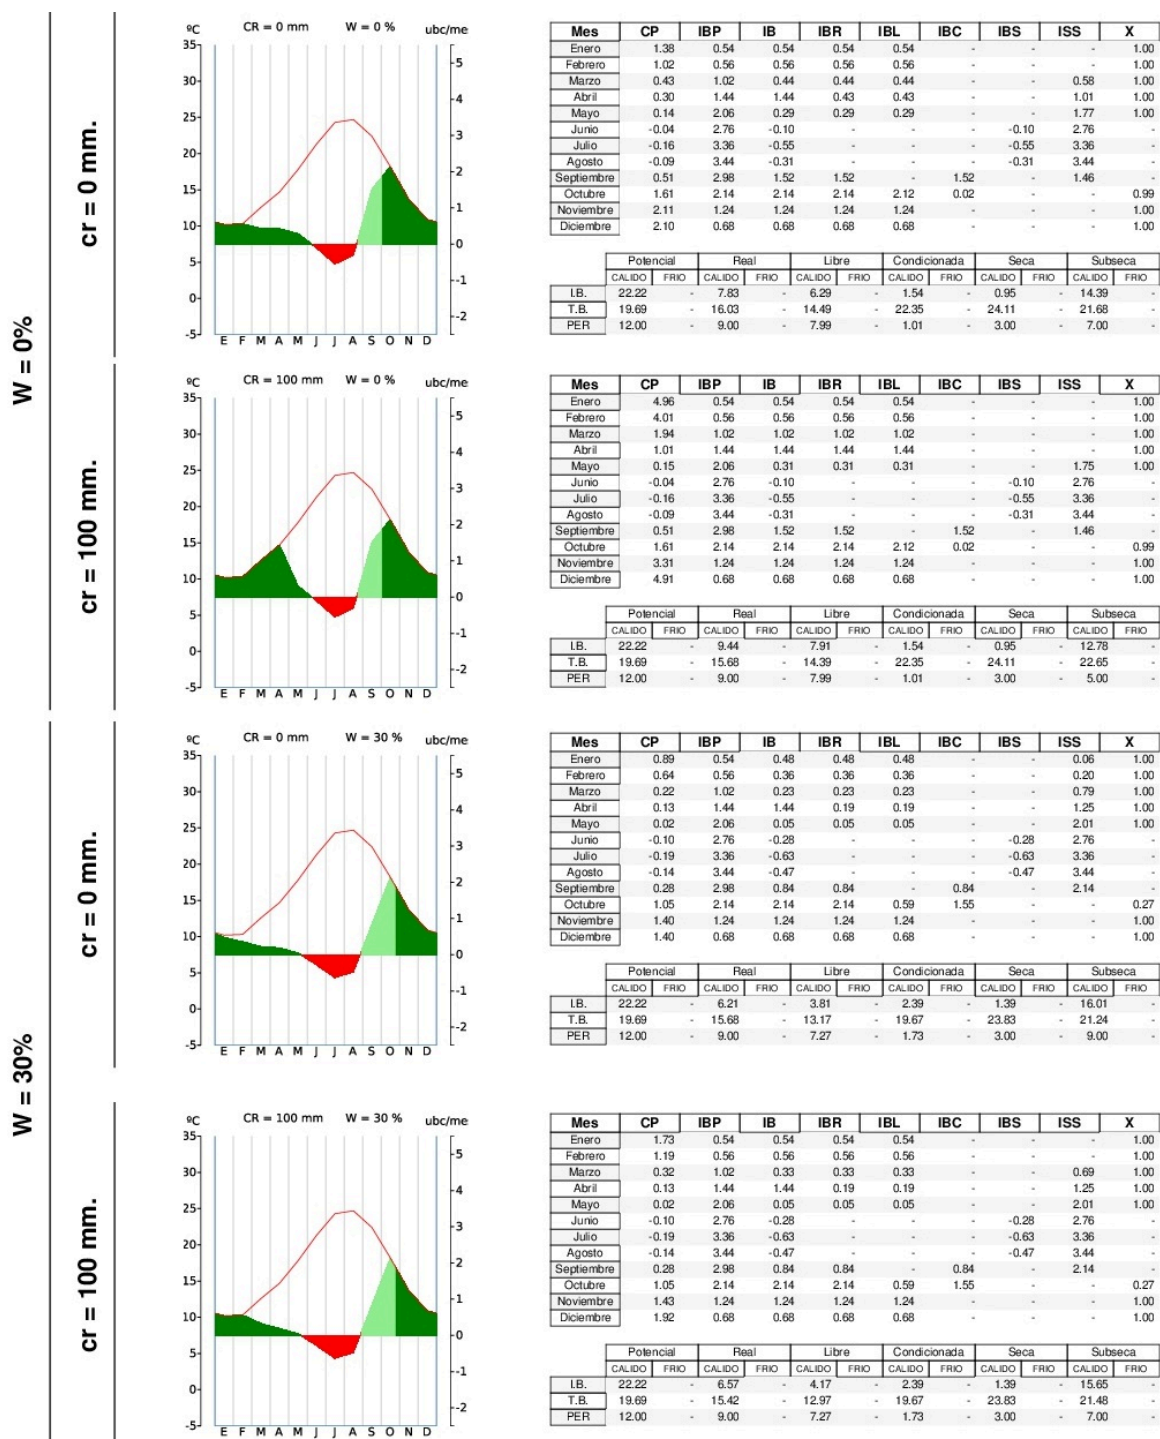 W = 0%
cr = 0 mm.
ºC CR = 0 mm W = 0 % ubc/me
35
30
25
20
15
10
5
0
-5
5
4
3
2
1
0
-1
-2
E F M A M J J A S O N D
Mes CP IBP IB IBR IBL IBC IBS ISS X
Enero 1.38 0.54 0.54 0.54 0.54 - - - 1.00
Febrero 1.02 0.56 0.56 0.56 0.56 - - - 1.00
Marzo 0.43 1.02 0.44 0.44 0.44 - - 0.58 1.00
Abril 0.30 1.44 1.44 0.43 0.43 - - 1.01 1.00
Mayo 0.14 2.06 0.29 0.29 0.29 - - 1.77 1.00
Junio -0.04 2.76 -0.10 - - - -0.10 2.76 -
Julio -0.16 3.36 -0.55 - - - -0.55 3.36 -
Agosto -0.09 3.44 -0.31 - - - -0.31 3.44 -
Septiembre 0.51 2.98 1.52 1.52 - 1.52 - 1.46 -
Octubre 1.61 2.14 2.14 2.14 2.12 0.02 - - 0.99
Noviembre 2.11 1.24 1.24 1.24 1.24 - - - 1.00
Diciembre 2.10 0.68 0.68 0.68 0.68 - - - 1.00
Potencial Real Libre Condicionada Seca Subseca
CALIDO FRIO CALIDO FRIO CALIDO FRIO CALIDO FRIO CALIDO FRIO CALIDO FRIO
I.B. 22.22 - 7.83 - 6.29 - 1.54 - 0.95 - 14.39 -
T.B. 19.69 - 16.03 - 14.49 - 22.35 - 24.11 - 21.68 -
PER 12.00 - 9.00 - 7.99 - 1.01 - 3.00 - 7.00 -
cr = 100 mm.
ºC CR = 100 mm W = 0 % ubc/me
35
30
25
20
15
10
5
0
-5
5
4
3
2
1
0
-1
-2
E F M A M J J A S O N D
Mes CP IBP IB IBR IBL IBC IBS ISS X
Enero 4.96 0.54 0.54 0.54 0.54 - - - 1.00
Febrero 4.01 0.56 0.56 0.56 0.56 - - - 1.00
Marzo 1.94 1.02 1.02 1.02 1.02 - - - 1.00
Abril 1.01 1.44 1.44 1.44 1.44 - - - 1.00
Mayo 0.15 2.06 0.31 0.31 0.31 - - 1.75 1.00
Junio -0.04 2.76 -0.10 - - - -0.10 2.76 -
Julio -0.16 3.36 -0.55 - - - -0.55 3.36 -
Agosto -0.09 3.44 -0.31 - - - -0.31 3.44 -
Septiembre 0.51 2.98 1.52 1.52 - 1.52 - 1.46 -
Octubre 1.61 2.14 2.14 2.14 2.12 0.02 - - 0.99
Noviembre 3.31 1.24 1.24 1.24 1.24 - - - 1.00
Diciembre 4.91 0.68 0.68 0.68 0.68 - - - 1.00
Potencial Real Libre Condicionada Seca Subseca
CALIDO FRIO CALIDO FRIO CALIDO FRIO CALIDO FRIO CALIDO FRIO CALIDO FRIO
I.B. 22.22 - 9.44 - 7.91 - 1.54 - 0.95 - 12.78 -
T.B. 19.69 - 15.68 - 14.39 - 22.35 - 24.11 - 22.65 -
PER 12.00 - 9.00 - 7.99 - 1.01 - 3.00 - 5.00 -
W = 30%
cr = 0 mm.
ºC CR = 0 mm W = 30 % ubc/me
35
30
25
20
15
10
5
0
-5
5
4
3
2
1
0
-1
-2
E F M A M J J A S O N D
Mes CP IBP IB IBR IBL IBC IBS ISS X
Enero 0.89 0.54 0.48 0.48 0.48 - - 0.06 1.00
Febrero 0.64 0.56 0.36 0.36 0.36 - - 0.20 1.00
Marzo 0.22 1.02 0.23 0.23 0.23 - - 0.79 1.00
Abril 0.13 1.44 1.44 0.19 0.19 - - 1.25 1.00
Mayo 0.02 2.06 0.05 0.05 0.05 - - 2.01 1.00
Junio -0.10 2.76 -0.28 - - - -0.28 2.76 -
Julio -0.19 3.36 -0.63 - - - -0.63 3.36 -
Agosto -0.14 3.44 -0.47 - - - -0.47 3.44 -
Septiembre 0.28 2.98 0.84 0.84 - 0.84 - 2.14 -
Octubre 1.05 2.14 2.14 2.14 0.59 1.55 - - 0.27
Noviembre 1.40 1.24 1.24 1.24 1.24 - - - 1.00
Diciembre 1.40 0.68 0.68 0.68 0.68 - - - 1.00
Potencial Real Libre Condicionada Seca Subseca
CALIDO FRIO CALIDO FRIO CALIDO FRIO CALIDO FRIO CALIDO FRIO CALIDO FRIO
I.B. 22.22 - 6.21 - 3.81 - 2.39 - 1.39 - 16.01 -
T.B. 19.69 - 15.68 - 13.17 - 19.67 - 23.83 - 21.24 -
PER 12.00 - 9.00 - 7.27 - 1.73 - 3.00 - 9.00 -
cr = 100 mm.
ºC CR = 100 mm W = 30 % ubc/me
35
30
25
20
15
10
5
0
-5
5
4
3
2
1
0
-1
-2
E F M A M J J A S O N D
Mes CP IBP IB IBR IBL IBC IBS ISS X
Enero 1.73 0.54 0.54 0.54 0.54 - - - 1.00
Febrero 1.19 0.56 0.56 0.56 0.56 - - - 1.00
Marzo 0.32 1.02 0.33 0.33 0.33 - - 0.69 1.00
Abril 0.13 1.44 1.44 0.19 0.19 - - 1.25 1.00
Mayo 0.02 2.06 0.05 0.05 0.05 - - 2.01 1.00
Junio -0.10 2.76 -0.28 - - - -0.28 2.76 -
Julio -0.19 3.36 -0.63 - - - -0.63 3.36 -
Agosto -0.14 3.44 -0.47 - - - -0.47 3.44 -
Septiembre 0.28 2.98 0.84 0.84 - 0.84 - 2.14 -
Octubre 1.05 2.14 2.14 2.14 0.59 1.55 - - 0.27
Noviembre 1.43 1.24 1.24 1.24 1.24 - - - 1.00
Diciembre 1.92 0.68 0.68 0.68 0.68 - - - 1.00
Potencial Real Libre Condicionada Seca Subseca
CALIDO FRIO CALIDO FRIO CALIDO FRIO CALIDO FRIO CALIDO FRIO CALIDO FRIO
I.B. 22.22 - 6.57 - 4.17 - 2.39 - 1.39 - 15.65 -
T.B. 19.69 - 15.42 - 12.97 - 19.67 - 23.83 - 21.48 -
PER 12.00 - 9.00 - 7.27 - 1.73 - 3.00 - 7.00 -